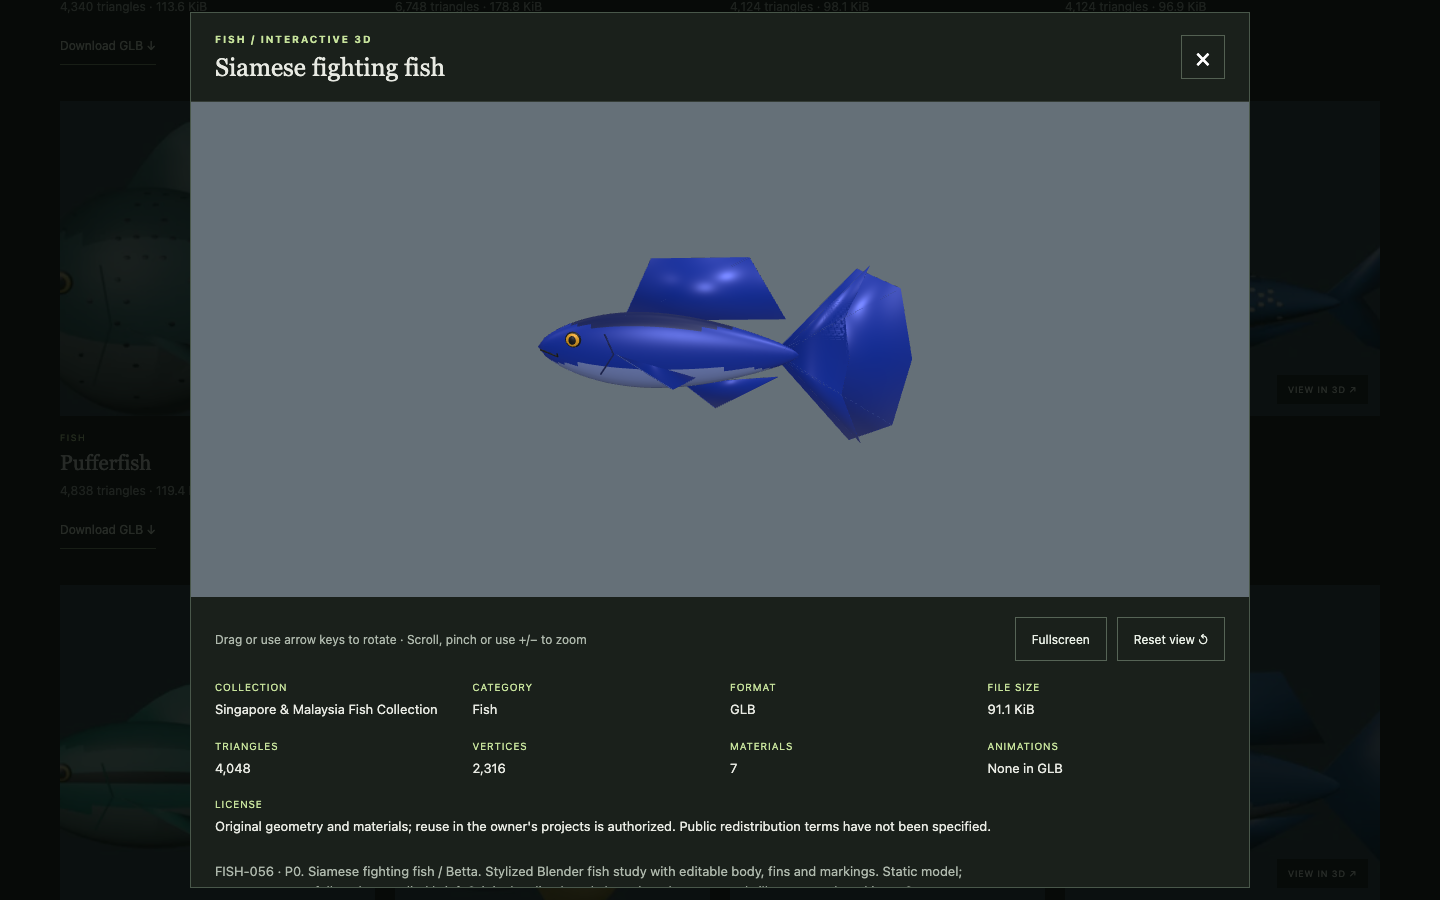 4,340 triangles · 113.6 KiB
6,748 triangles · 178.8 KiB
4,124 triangles · 98.1 KiB
4,124 triangles · 96.9 KiB
Download GLB ↓
FISH / INTERACTIVE 3D
Siamese fighting fish
×
VIEW IN 3D ↗
FISH
Pufferfish
4,838 triangles · 119.4
Download GLB ↓
Drag or use arrow keys to rotate · Scroll, pinch or use +/− to zoom
Fullscreen
Reset view ↺
COLLECTION
Singapore & Malaysia Fish Collection
CATEGORY
Fish
FORMAT
GLB
FILE SIZE
91.1 KiB
TRIANGLES
4,048
VERTICES
2,316
MATERIALS
7
ANIMATIONS
None in GLB
LICENSE
Original geometry and materials; reuse in the owner's projects is authorized. Public redistribution terms have not been specified.
FISH-056 · P0. Siamese fighting fish / Betta. Stylized Blender fish study with editable body, fins and markings. Static model;
VIEW IN 3D ↗